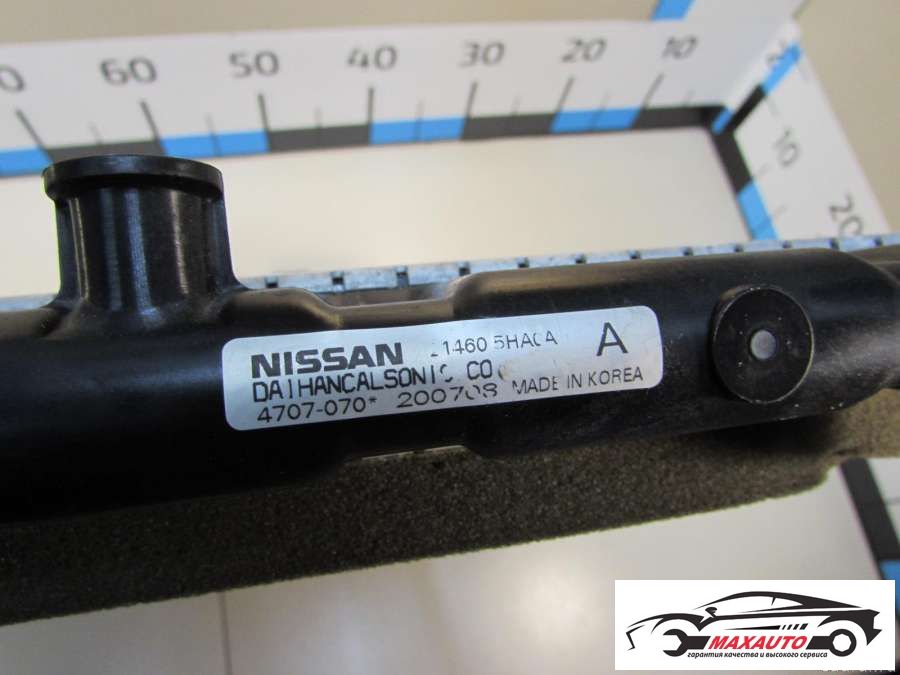 60 50 40 30 20 10
10
20
NISSAN 21460 5HA0A A
DAIHANCALSONIC CO
4707-070* 200708 MADE IN KOREA
MAXAUTO
гарантия качества и высокого сервиса